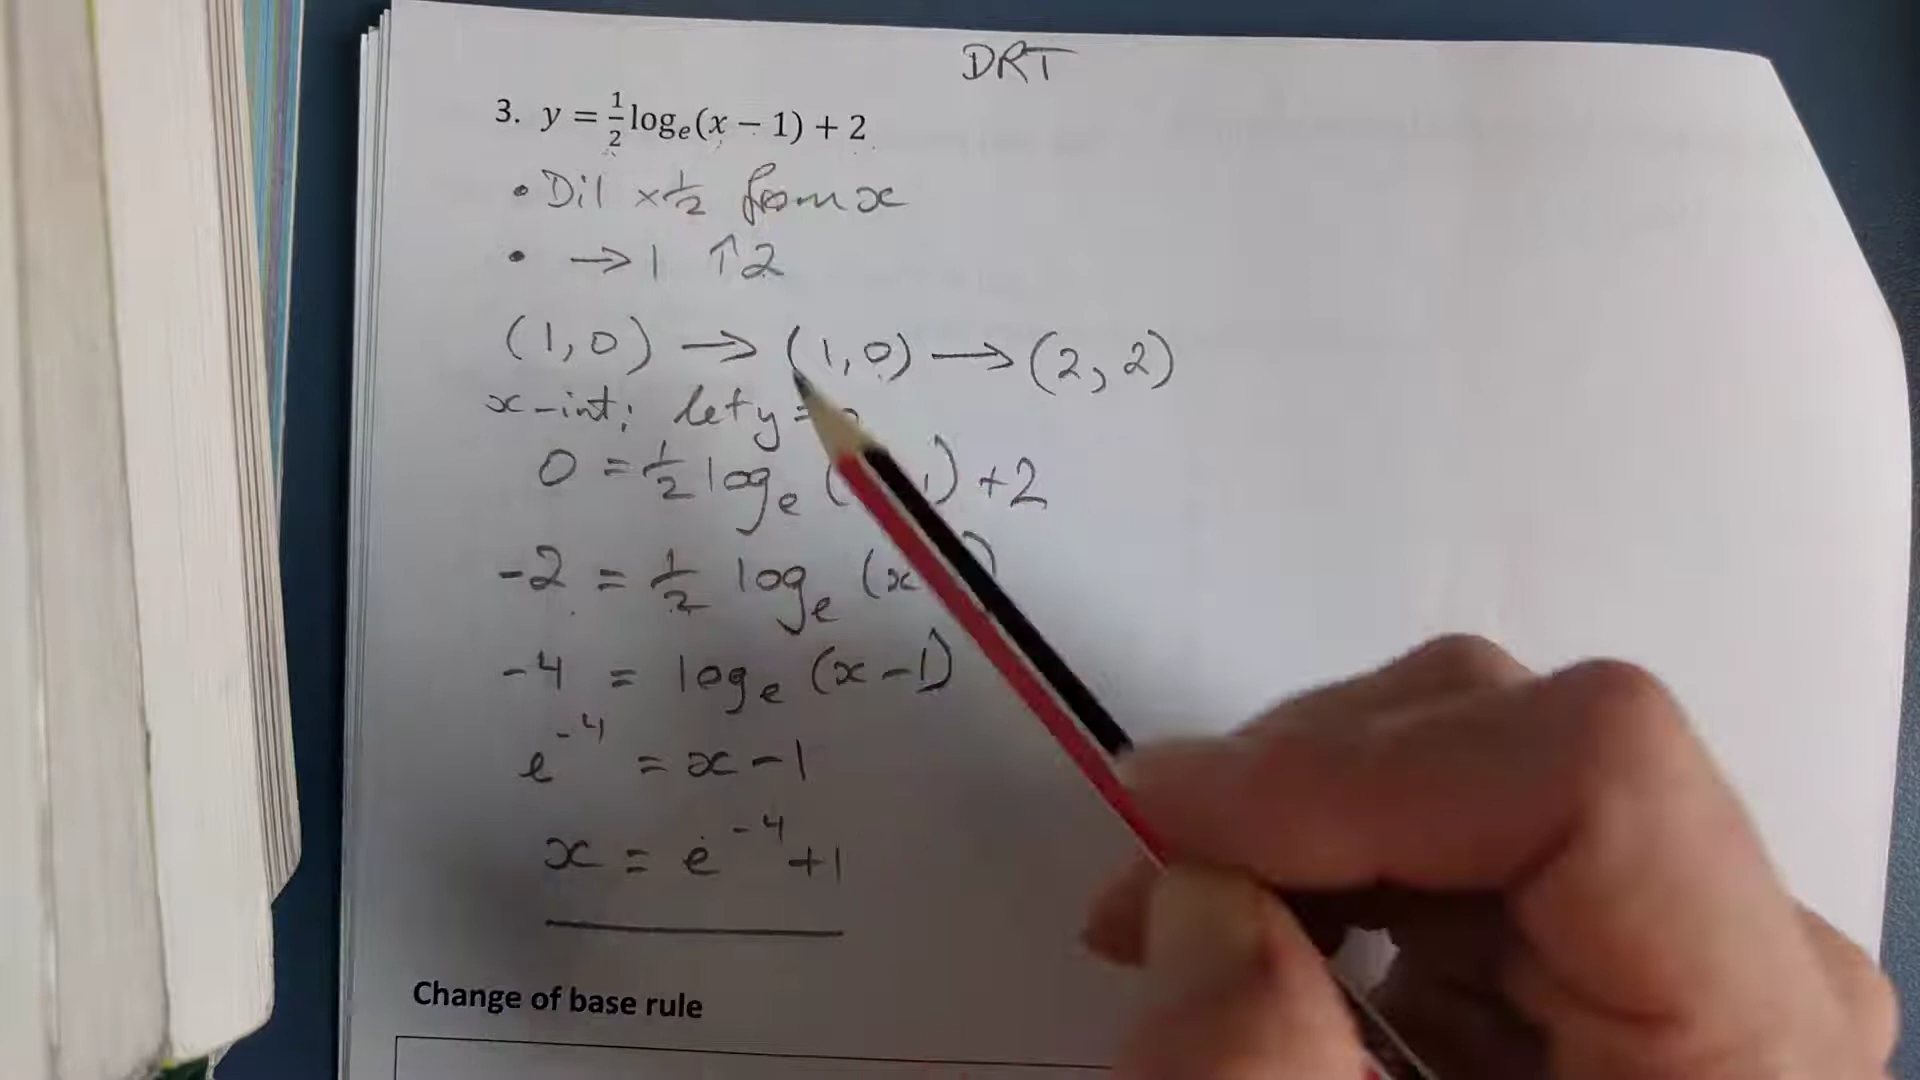 DRT
3. y = 1/2 logₑ(x − 1) + 2
• Dil ×1/2 from x
• → 1 ↑2
(1, 0) → (1, 0) → (2, 2)
x-int; let y =
0 = 1/2 logₑ ( 1) +2
-2 = 1/2 logₑ (x )
-4 = logₑ (x-1)
e⁻⁴ = x-1
x = e⁻⁴ +1
Change of base rule